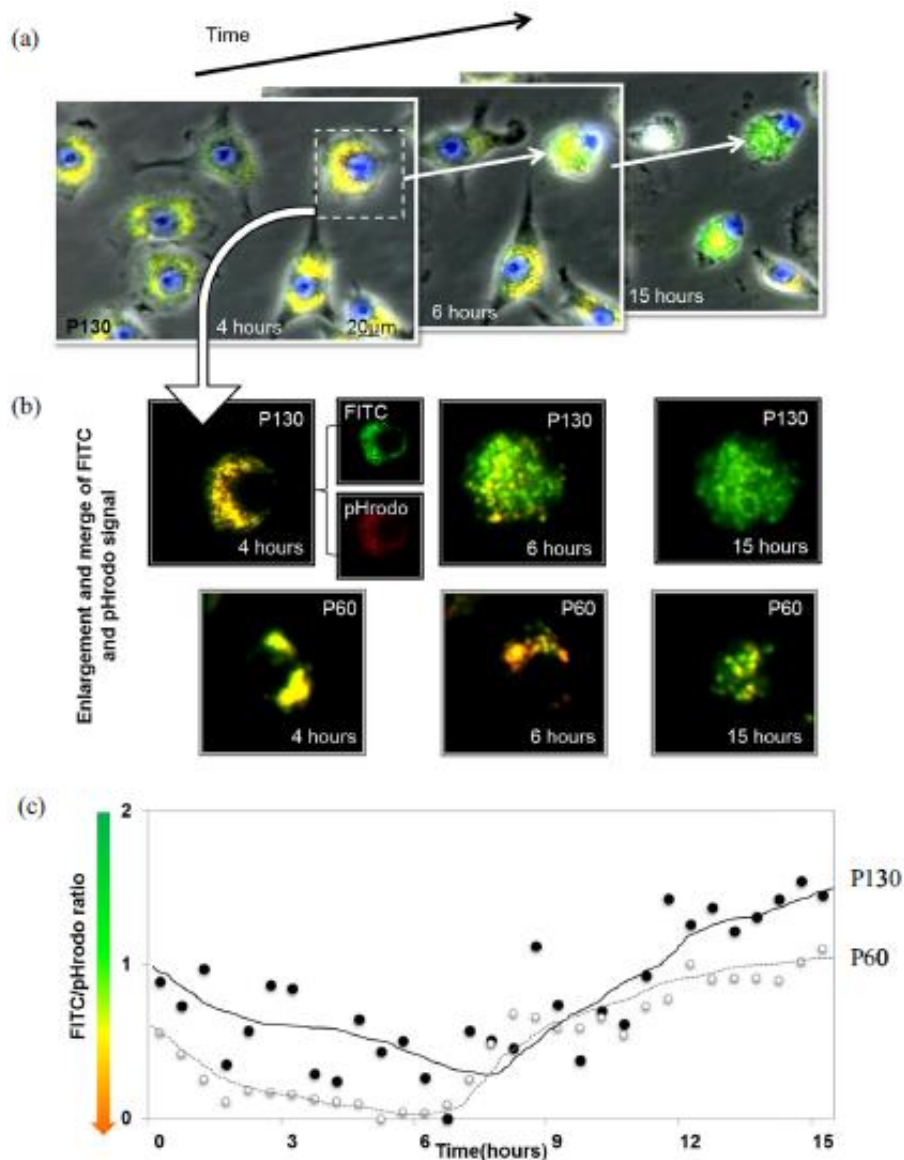 (a)
Time
P130
4 hours
20µm
6 hours
15 hours
(b)
Enlargement and merge of FITC
and pHrodo signal
P130
4 hours
FITC
pHrodo
P130
6 hours
P130
15 hours
P60
4 hours
P60
6 hours
P60
15 hours
(c)
FITC/pHrodo ratio
2
1
0
P130
P60
0 3 6 9 12 15
Time(hours)